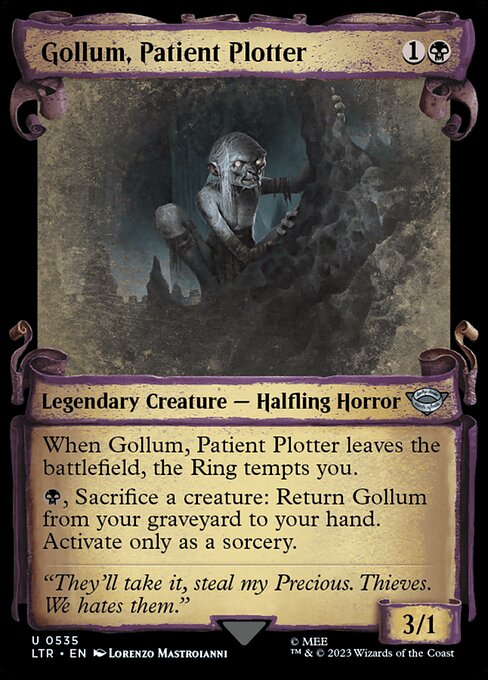 Gollum, Patient Plotter 1
Legendary Creature — Halfling Horror
When Gollum, Patient Plotter leaves the
battlefield, the Ring tempts you.
, Sacrifice a creature: Return Gollum
from your graveyard to your hand.
Activate only as a sorcery.
“They’ll take it, steal my Precious. Thieves.
We hates them.”
3/1
U 0535
LTR • EN Lorenzo Mastroianni
© MEE
™ & © 2023 Wizards of the Coast